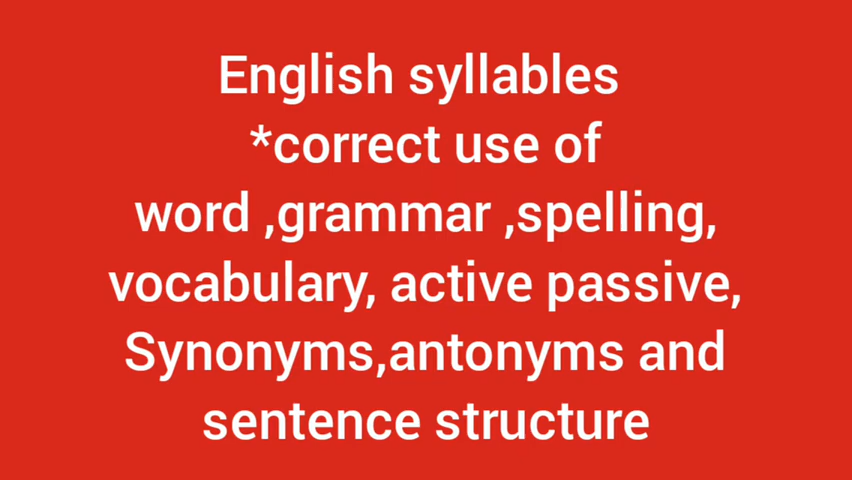 English syllables
*correct use of
word ,grammar ,spelling,
vocabulary, active passive,
Synonyms,antonyms and
sentence structure